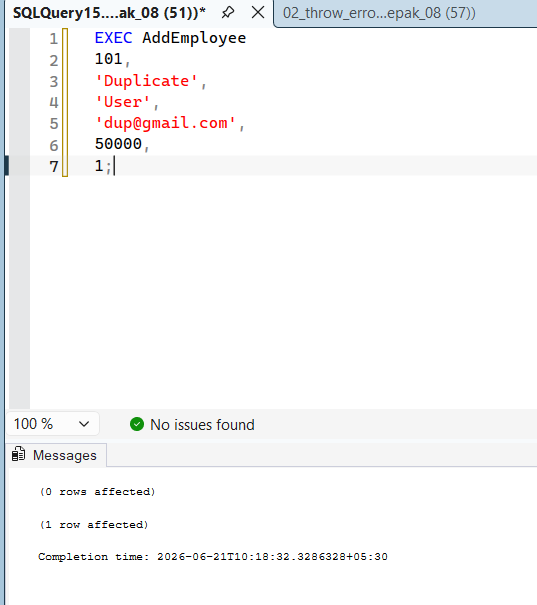 SQLQuery15....ak_08 (51))* 02_throw_erro...epak_08 (57))
1 EXEC AddEmployee
2 101,
3 'Duplicate',
4 'User',
5 'dup@gmail.com',
6 50000,
7 1;
100 % No issues found
Messages
(0 rows affected)
(1 row affected)
Completion time: 2026-06-21T10:18:32.3286328+05:30